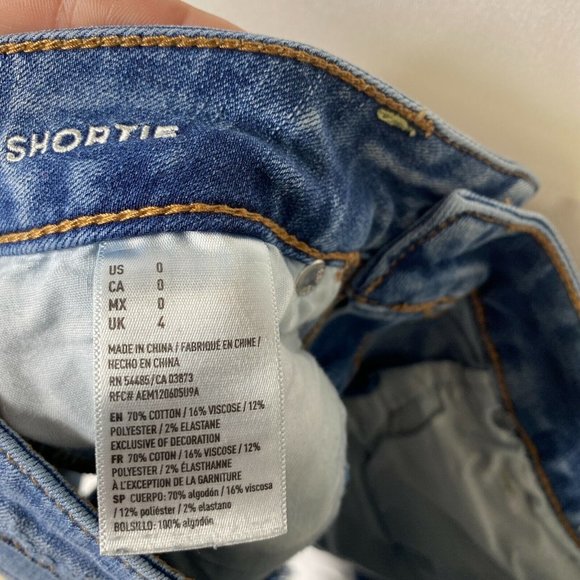 SHORTIE
US 0
CA 0
MX 0
UK 4
MADE IN CHINA / FABRIQUÉ EN CHINE /
HECHO EN CHINA
RN 54485 / CA 03873
RFC# AEM120605U9A
EN 70% COTTON / 16% VISCOSE / 12%
POLYESTER / 2% ELASTANE
EXCLUSIVE OF DECORATION
FR 70% COTON / 16% VISCOSE / 12%
POLYESTER / 2% ÉLASTHANNE
À L'EXCEPTION DE LA GARNITURE
SP CUERPO: 70% algodón / 16% viscosa
/ 12% poliéster / 2% elastano
BOLSILLO: 100% algodón